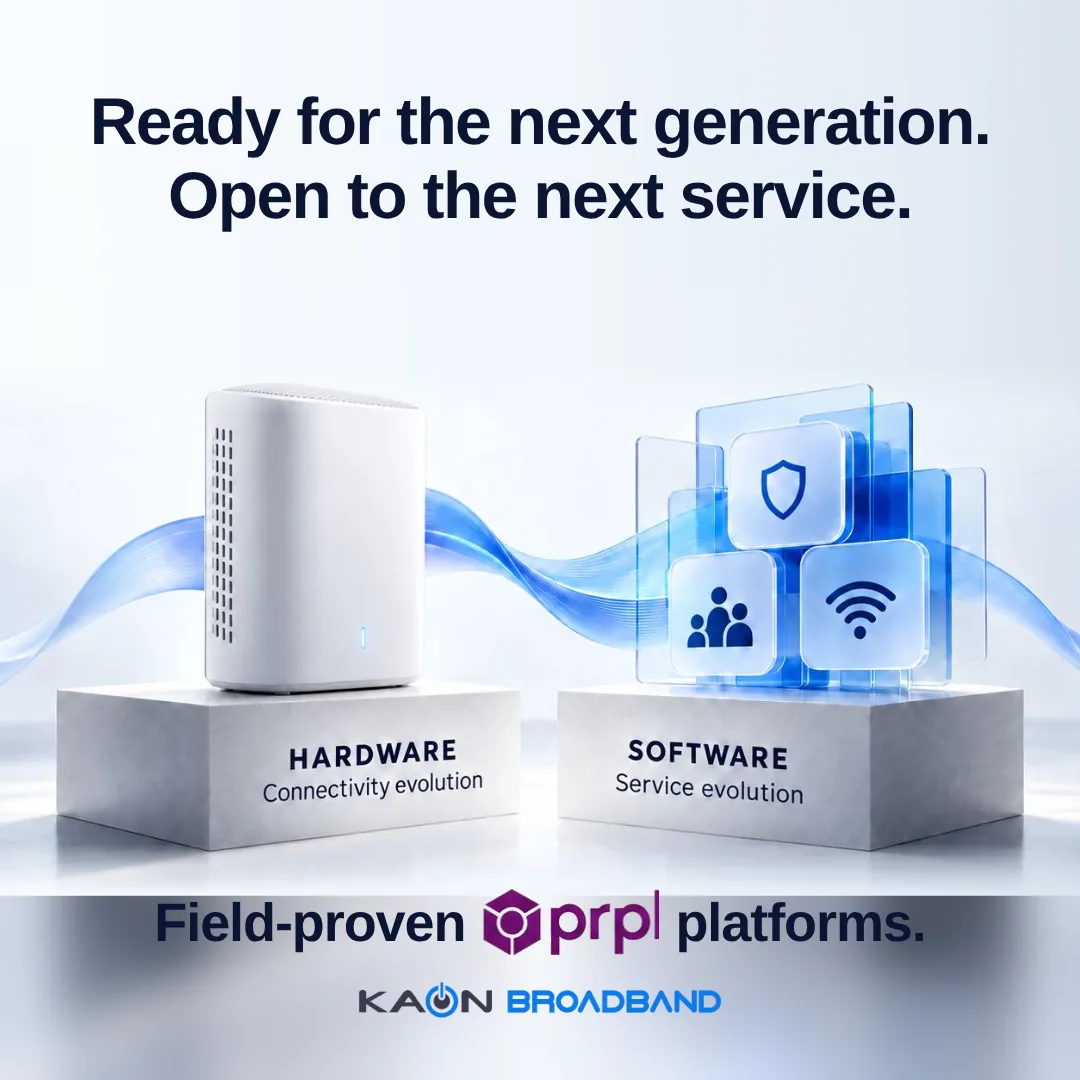 Ready for the next generation.
Open to the next service.
HARDWARE
Connectivity evolution
SOFTWARE
Service evolution
Field-proven prpl platforms.
KAON BROADBAND